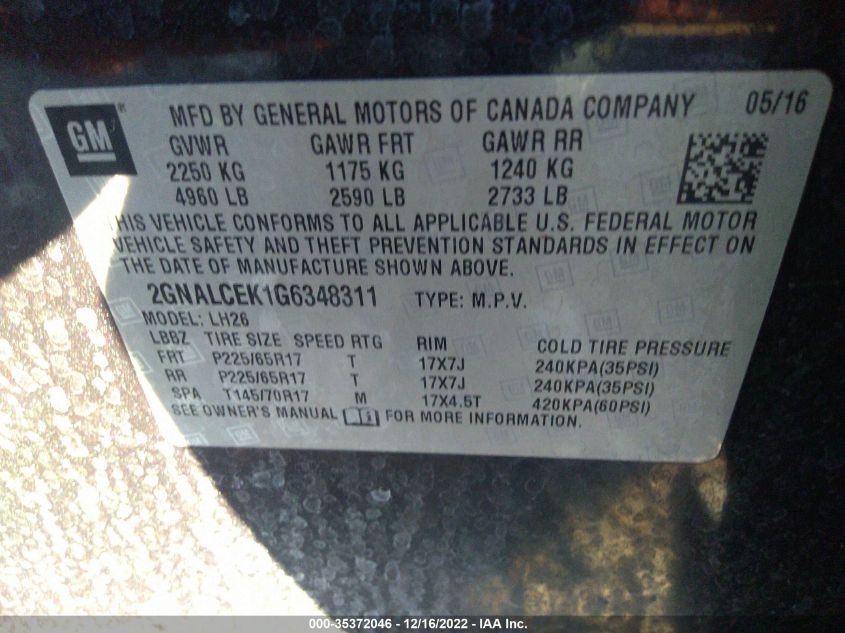 GM
MFD BY GENERAL MOTORS OF CANADA COMPANY 05/16
GVWR GAWR FRT GAWR RR
2250 KG 1175 KG 1240 KG
4960 LB 2590 LB 2733 LB
THIS VEHICLE CONFORMS TO ALL APPLICABLE U.S. FEDERAL MOTOR
VEHICLE SAFETY AND THEFT PREVENTION STANDARDS IN EFFECT ON
THE DATE OF MANUFACTURE SHOWN ABOVE.
2GNALCEK1G6348311 TYPE: M.P.V.
MODEL: LH26
LBBZ TIRE SIZE SPEED RTG RIM COLD TIRE PRESSURE
FRT P225/65R17 T 17X7J 240KPA(35PSI)
RR P225/65R17 T 17X7J 240KPA(35PSI)
SPA T145/70R17 M 17X4.5T 420KPA(60PSI)
SEE OWNER'S MANUAL FOR MORE INFORMATION.
000-35372046 - 12/16/2022 - IAA Inc.